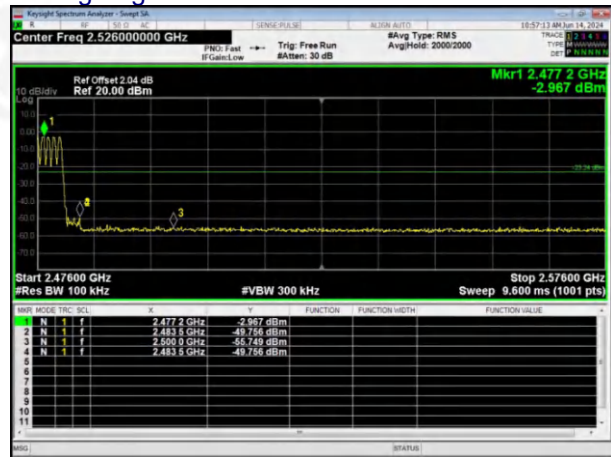 Keysight Spectrum Analyzer - Swept SA
R RF 50 Ω AC SENSE:PULSE ALIGN AUTO 10:57:13 AM Jun 14, 2024
Center Freq 2.526000000 GHz #Avg Type: RMS TRACE 1 2 3 4 5 6
PNO: Fast Trig: Free Run Avg|Hold: 2000/2000 TYPE M
IFGain:Low #Atten: 30 dB DET P N N N N N
Mkr1 2.477 2 GHz
-2.967 dBm
Ref Offset 2.04 dB
10 dB/div Ref 20.00 dBm
Log
10.0
0.00
-10.0
-20.0
-30.0
-40.0
-50.0
-60.0
-70.0
1
3
Start 2.47600 GHz Stop 2.57600 GHz
#Res BW 100 kHz #VBW 300 kHz Sweep 9.600 ms (1001 pts)
MKR MODE TRC SCL X Y FUNCTION FUNCTION WIDTH FUNCTION VALUE
1 N 1 f 2.477 2 GHz -2.967 dBm
2 N 1 f 2.483 5 GHz -49.756 dBm
3 N 1 f 2.500 0 GHz -55.749 dBm
4 N 1 f 2.483 5 GHz -49.756 dBm
5
6
7
8
9
10
11
MSG STATUS